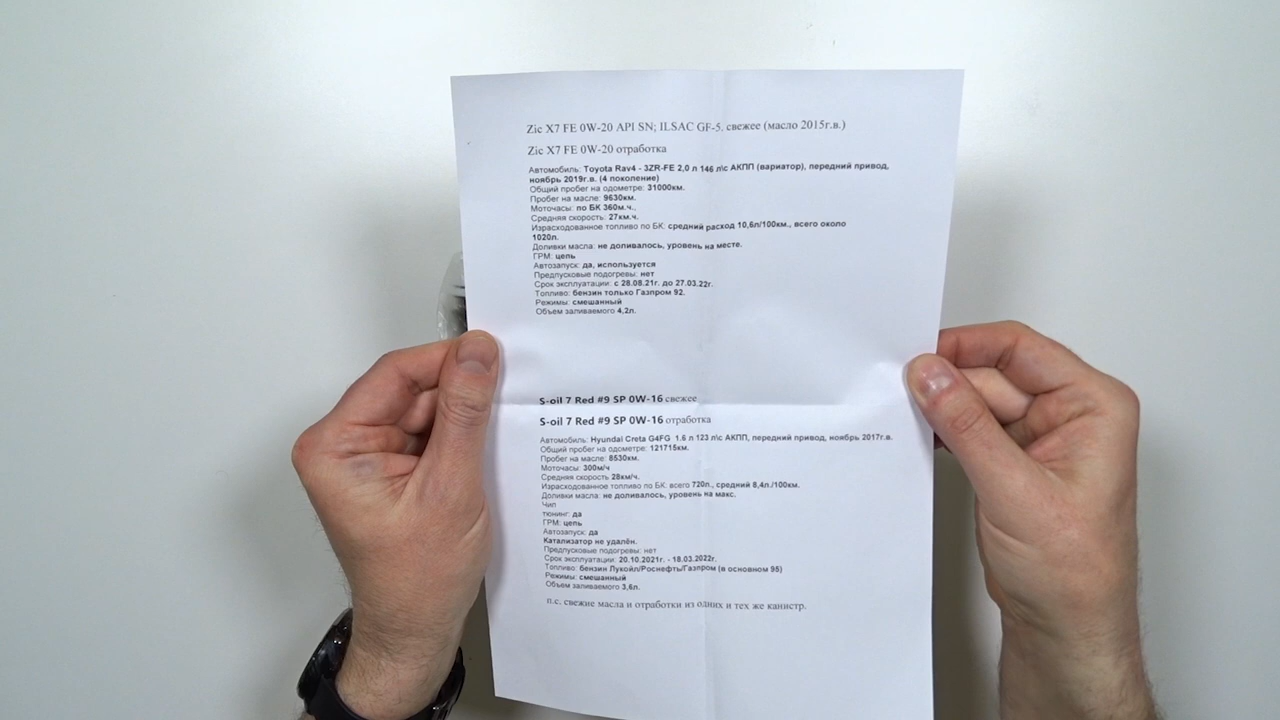 Zic X7 FE 0W-20 API SN; ILSAC GF-5, свежее (масло 2015г.в.)
Zic X7 FE 0W-20 отработка
Автомобиль: Toyota Rav4 - 3ZR-FE 2,0 л 146 л\с АКПП (вариатор), передний привод,
ноябрь 2019г.в. (4 поколение)
Общий пробег на одометре: 31000км.
Пробег на масле: 9630км.
Моточасы: по БК 360м.ч.,
Средняя скорость: 27км.ч.
Израсходованное топливо по БК: средний расход 10,6л/100км., всего около
1020л.
Доливки масла: не доливалось, уровень на месте.
ГРМ: цепь
Автозапуск: да, используется
Предпусковые подогревы: нет
Срок эксплуатации: с 28.08.21г. до 27.03.22г.
Топливо: бензин только Газпром 92.
Режимы: смешанный
Объем заливаемого 4,2л.
S-oil 7 Red #9 SP 0W-16 свежее
S-oil 7 Red #9 SP 0W-16 отработка
Автомобиль: Hyundai Creta G4FG 1.6 л 123 л\с АКПП, передний привод, ноябрь 2017г.в.
Общий пробег на одометре: 121715км.
Пробег на масле: 8530км.
Моточасы: 300м/ч
Средняя скорость 28км/ч.
Израсходованное топливо по БК: всего 720л., средний 8,4л./100км.
Доливки масла: не доливалось, уровень на макс.
Чип
тюнинг: да
ГРМ: цепь
Автозапуск: да
Катализатор не удалён.
Предпусковые подогревы: нет
Срок эксплуатации: 20.10.2021г. - 18.03.2022г.
Топливо: бензин Лукойл/Роснефть/Газпром (в основном 95)
Режимы: смешанный
Объем заливаемого 3,6л.
п.с. свежие масла и отработки из одних и тех же канистр.